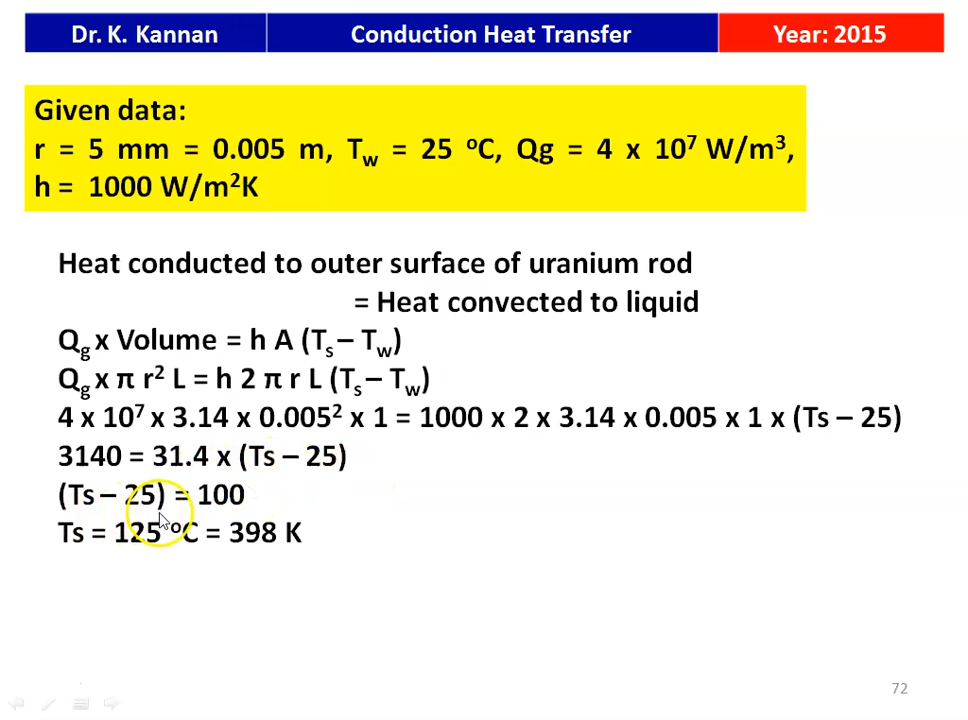 Dr. K. Kannan
Conduction Heat Transfer
Year: 2015
Given data:
r = 5 mm = 0.005 m, T_w = 25 ⁰C, Qg = 4 x 10⁷ W/m³,
h = 1000 W/m²K
Heat conducted to outer surface of uranium rod
= Heat convected to liquid
Q_g x Volume = h A (T_s – T_w)
Q_g x π r² L = h 2 π r L (T_s – T_w)
4 x 10⁷ x 3.14 x 0.005² x 1 = 1000 x 2 x 3.14 x 0.005 x 1 x (Ts – 25)
3140 = 31.4 x (Ts – 25)
(Ts – 25) = 100
Ts = 125 ⁰C = 398 K
72